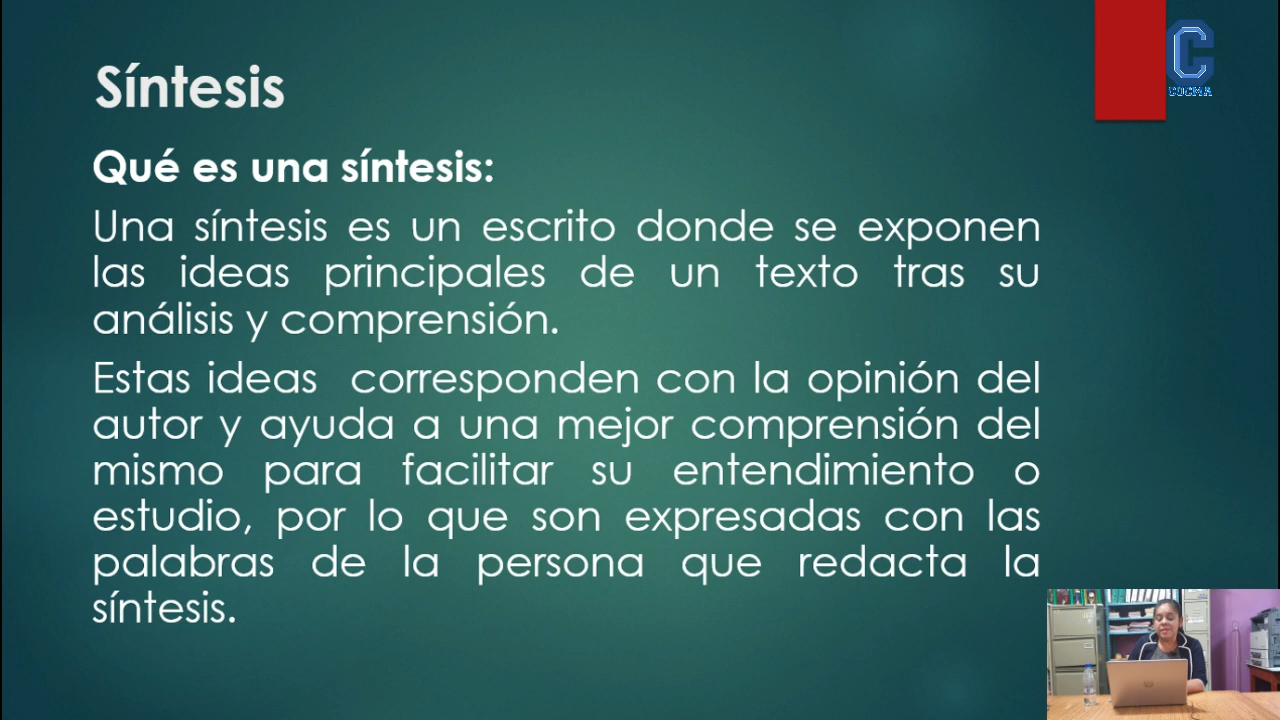 Síntesis
COCMA
Qué es una síntesis:
Una síntesis es un escrito donde se exponen
las ideas principales de un texto tras su
análisis y comprensión.
Estas ideas corresponden con la opinión del
autor y ayuda a una mejor comprensión del
mismo para facilitar su entendimiento o
estudio, por lo que son expresadas con las
palabras de la persona que redacta la
síntesis.